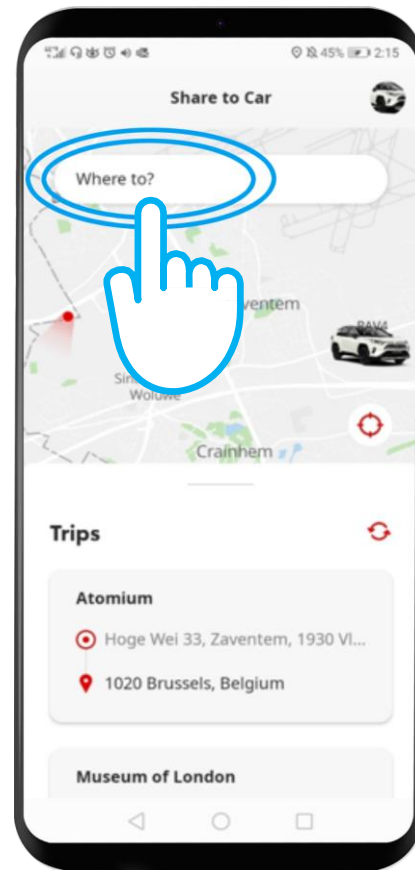 45% 2:15
Share to Car
Where to?
ventem
RAV4
Woluwe
Crainhem
Trips
Atomium
Hoge Wei 33, Zaventem, 1930 Vl...
1020 Brussels, Belgium
Museum of London